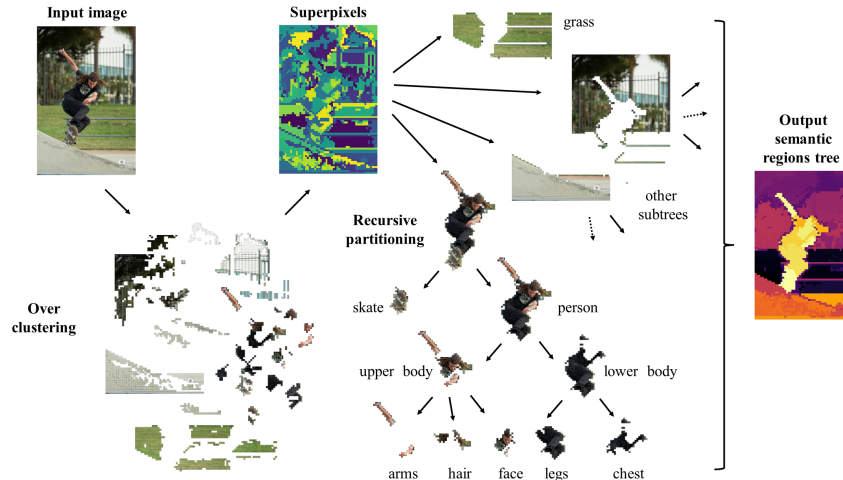 Input image
Superpixels
grass
Output
semantic
regions tree
other
subtrees
Recursive
partitioning
Over
clustering
skate
person
upper body
lower body
arms
hair
face
legs
chest